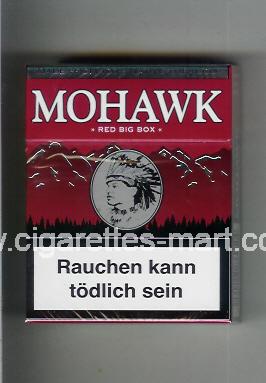 MOHAWK
» RED BIG BOX «
www.cigarettes-mart.com
Rauchen kann
tödlich sein